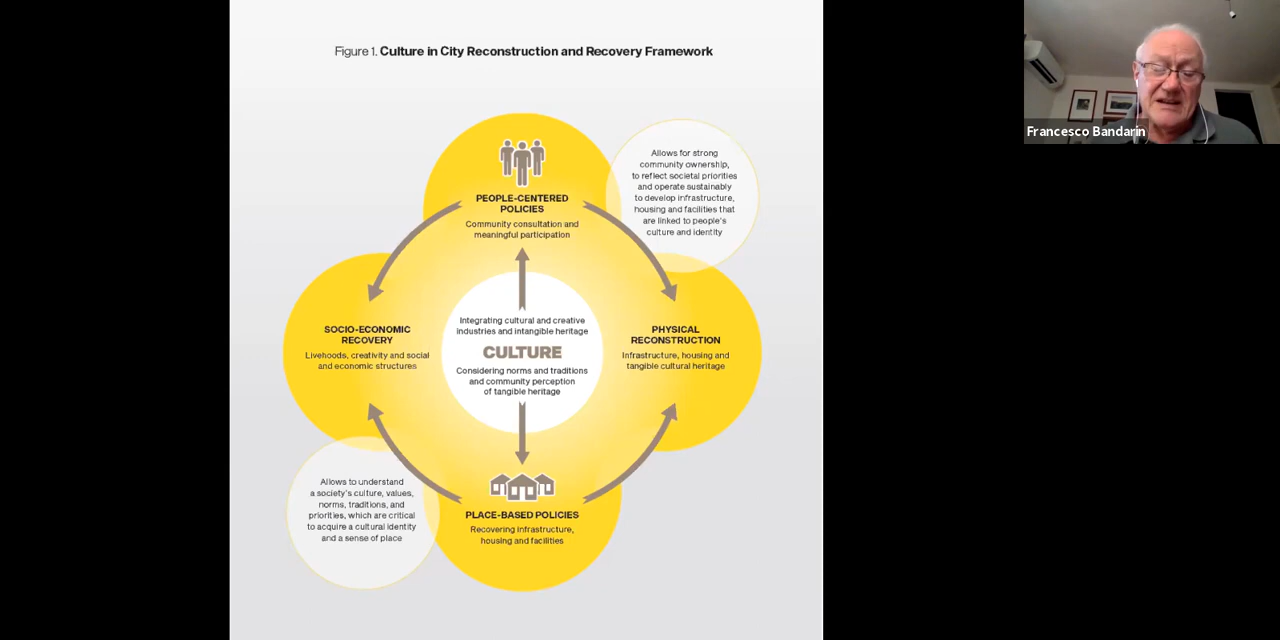 Figure 1. Culture in City Reconstruction and Recovery Framework
Francesco Bandarin
PEOPLE-CENTERED
POLICIES
Community consultation and
meaningful participation
Allows for strong
community ownership,
to reflect societal priorities
and operate sustainably
to develop infrastructure,
housing and facilities that
are linked to people's
culture and identity
SOCIO-ECONOMIC
RECOVERY
Livehoods, creativity and social
and economic structures
Integrating cultural and creative
industries and intangible heritage
CULTURE
Considering norms and traditions
and community perception
of tangible heritage
PHYSICAL
RECONSTRUCTION
Infrastructure, housing and
tangible cultural heritage
Allows to understand
a society's culture, values,
norms, traditions, and
priorities, which are critical
to acquire a cultural identity
and a sense of place
PLACE-BASED POLICIES
Recovering infrastructure,
housing and facilities